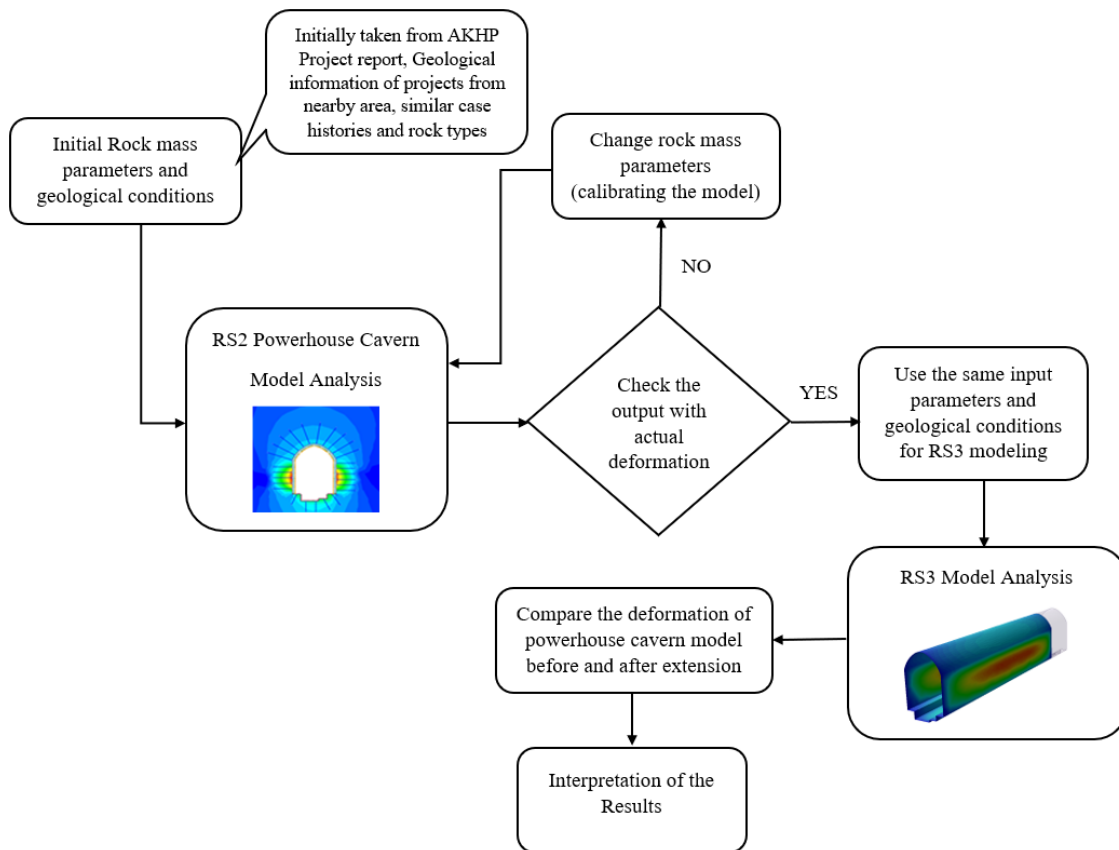 Initially taken from AKHP
Project report, Geological
information of projects from
nearby area, similar case
histories and rock types
Initial Rock mass
parameters and
geological conditions
Change rock mass
parameters
(calibrating the model)
NO
RS2 Powerhouse Cavern
Model Analysis
Check the
output with
actual
deformation
YES
Use the same input
parameters and
geological conditions
for RS3 modeling
RS3 Model Analysis
Compare the deformation of
powerhouse cavern model
before and after extension
Interpretation of the
Results